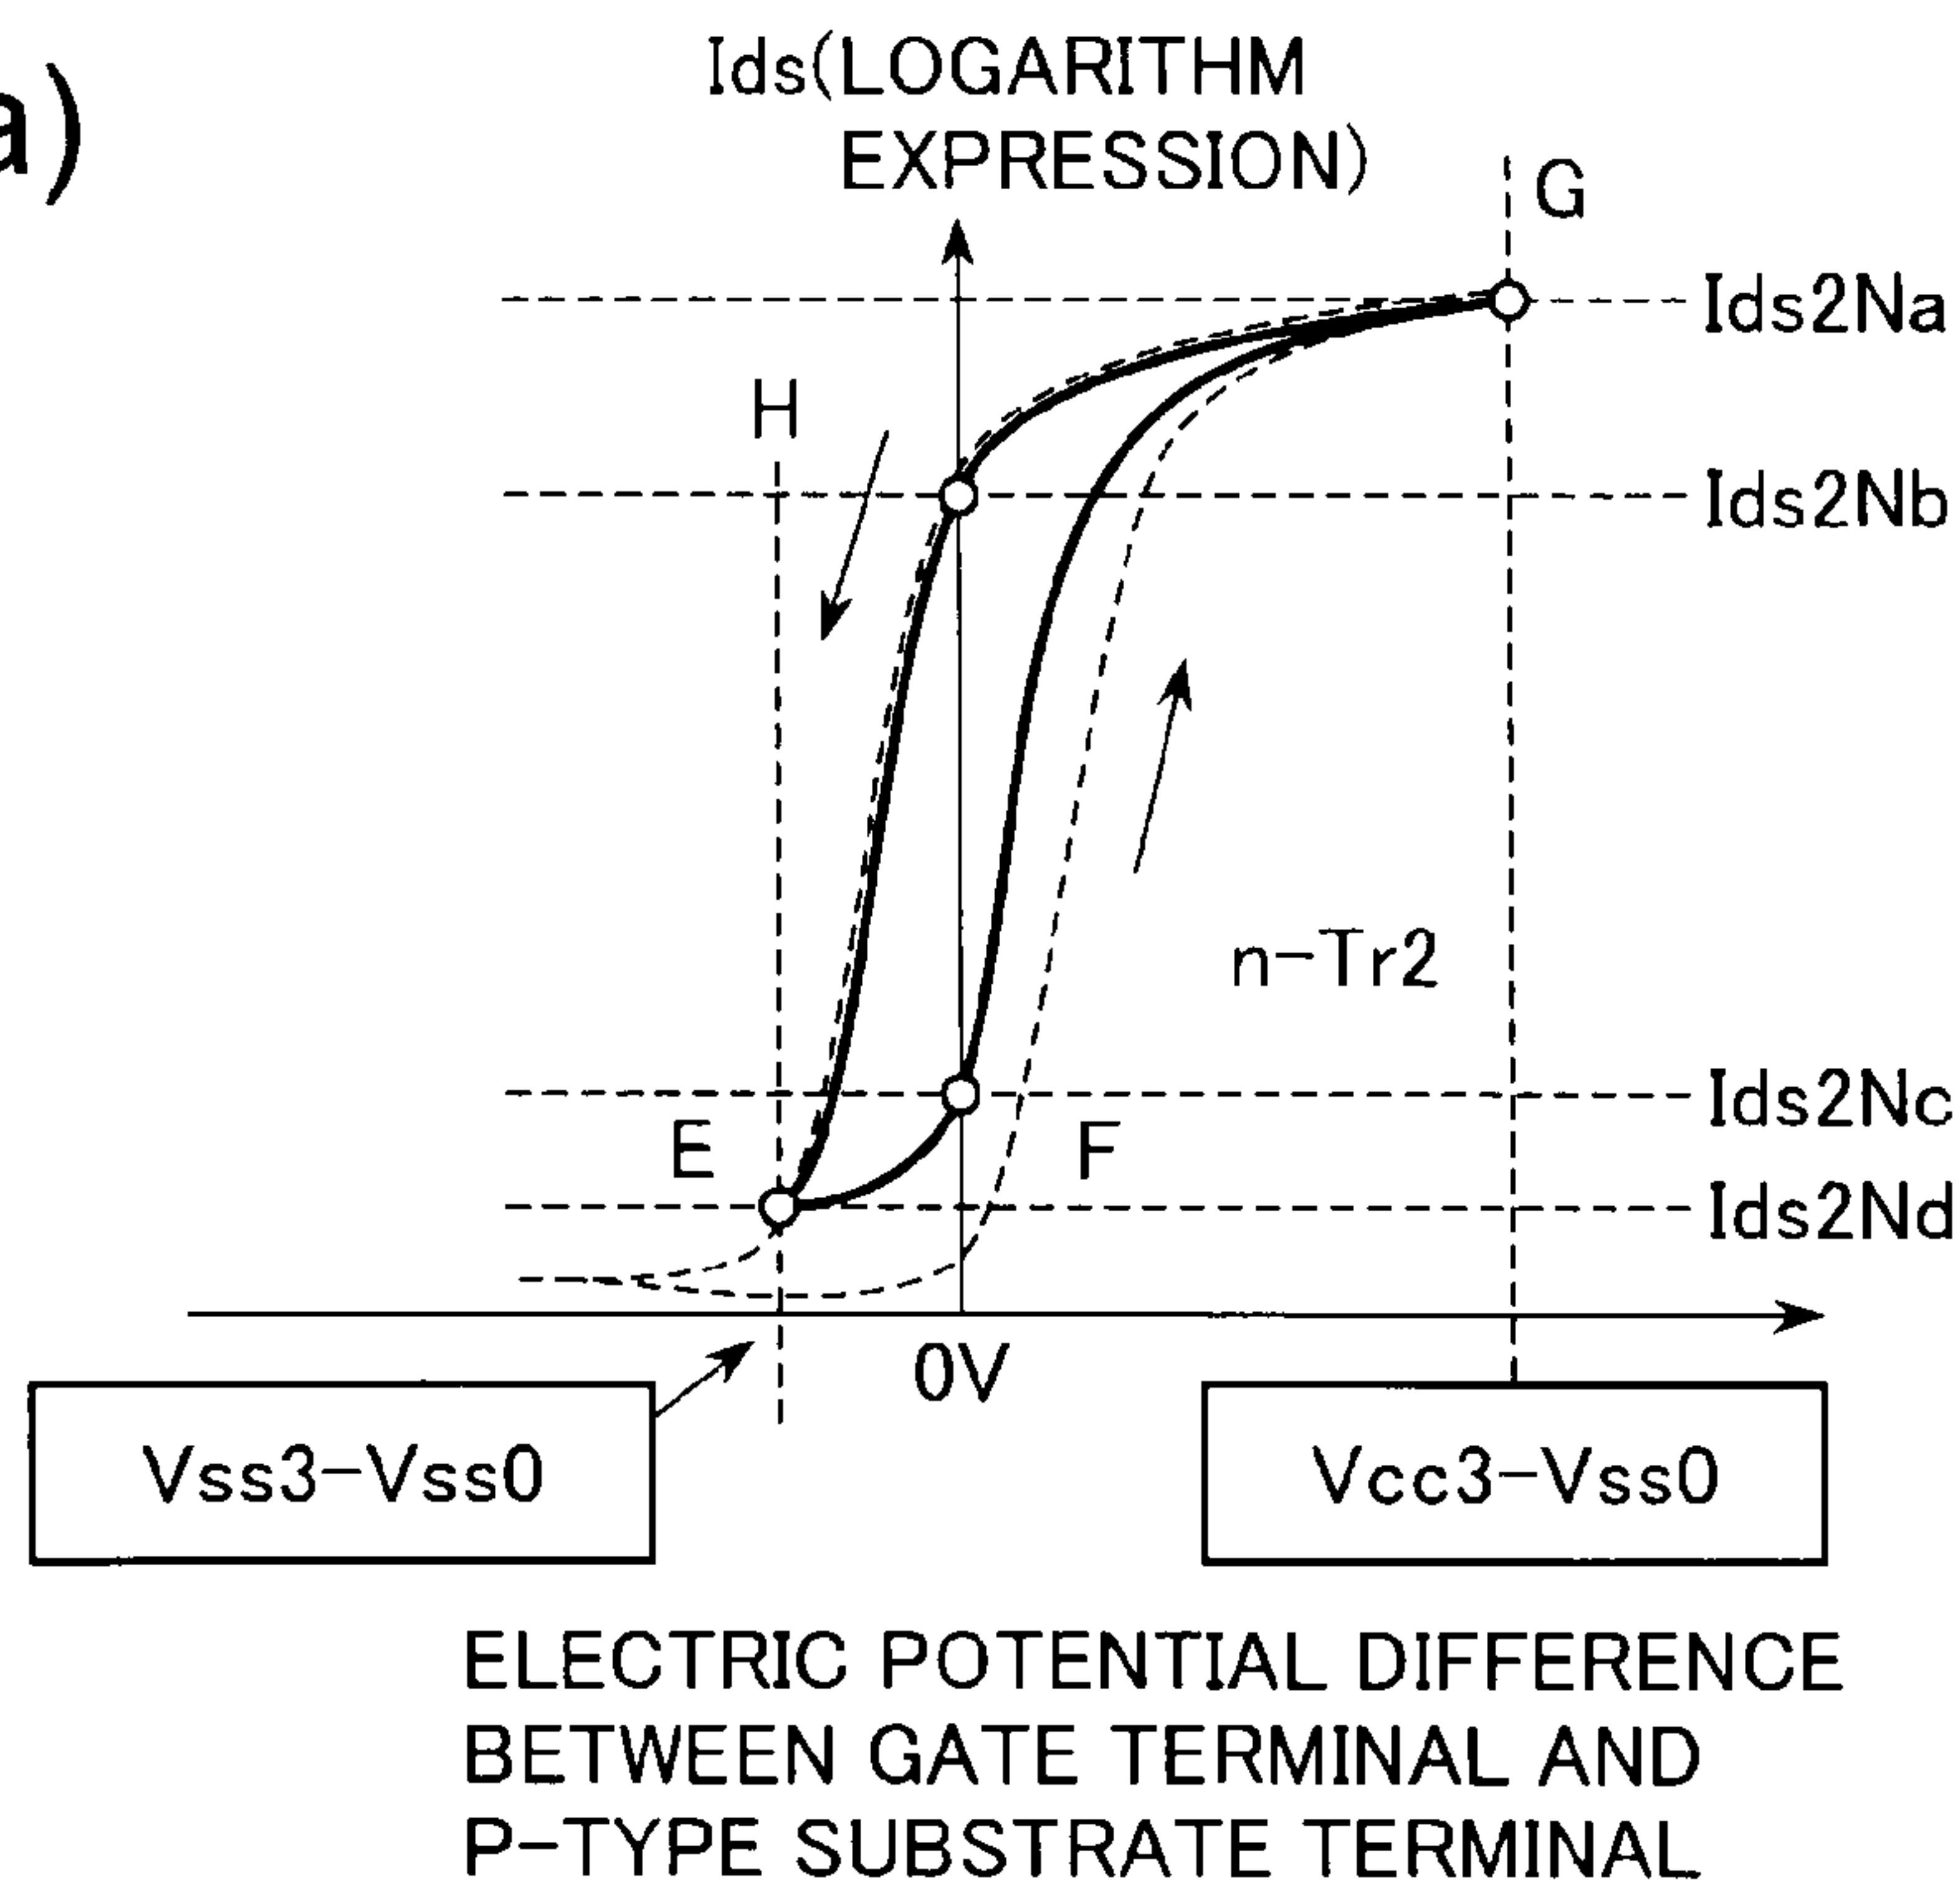 a)
Ids(LOGARITHM
EXPRESSION)
G
Ids2Na
H
Ids2Nb
n-Tr2
Ids2Nc
E
F
Ids2Nd
0V
Vss3-Vss0
Vcc3-Vss0
ELECTRIC POTENTIAL DIFFERENCE
BETWEEN GATE TERMINAL AND
P-TYPE SUBSTRATE TERMINAL